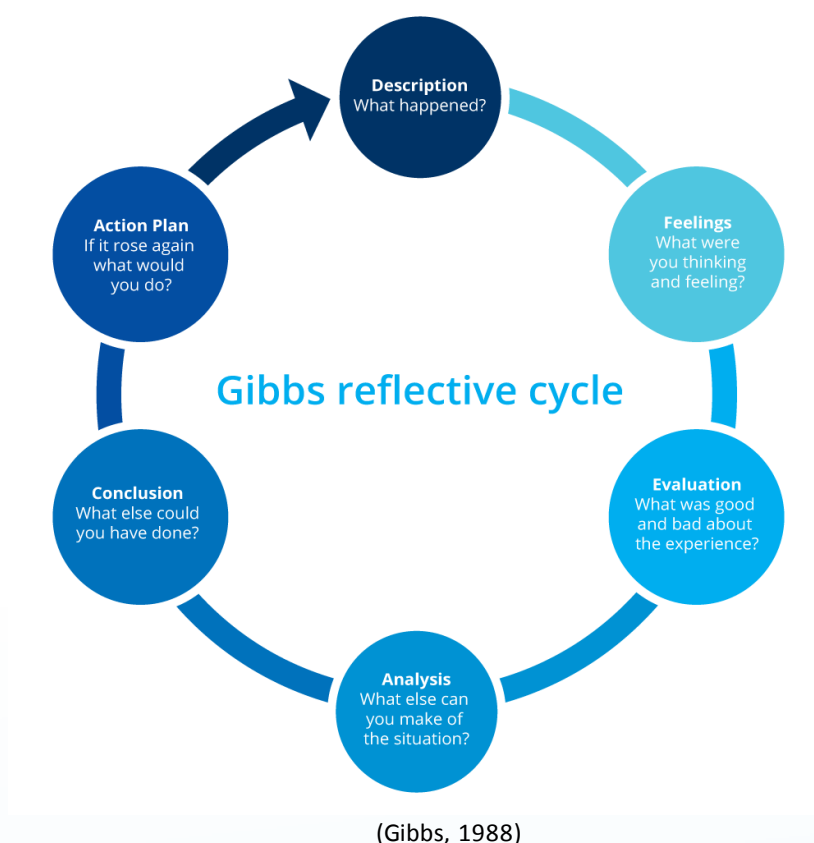 Description
What happened?
Feelings
What were
you thinking
and feeling?
Evaluation
What was good
and bad about
the experience?
Analysis
What else can
you make of
the situation?
Conclusion
What else could
you have done?
Action Plan
If it rose again
what would
you do?
Gibbs reflective cycle
(Gibbs, 1988)